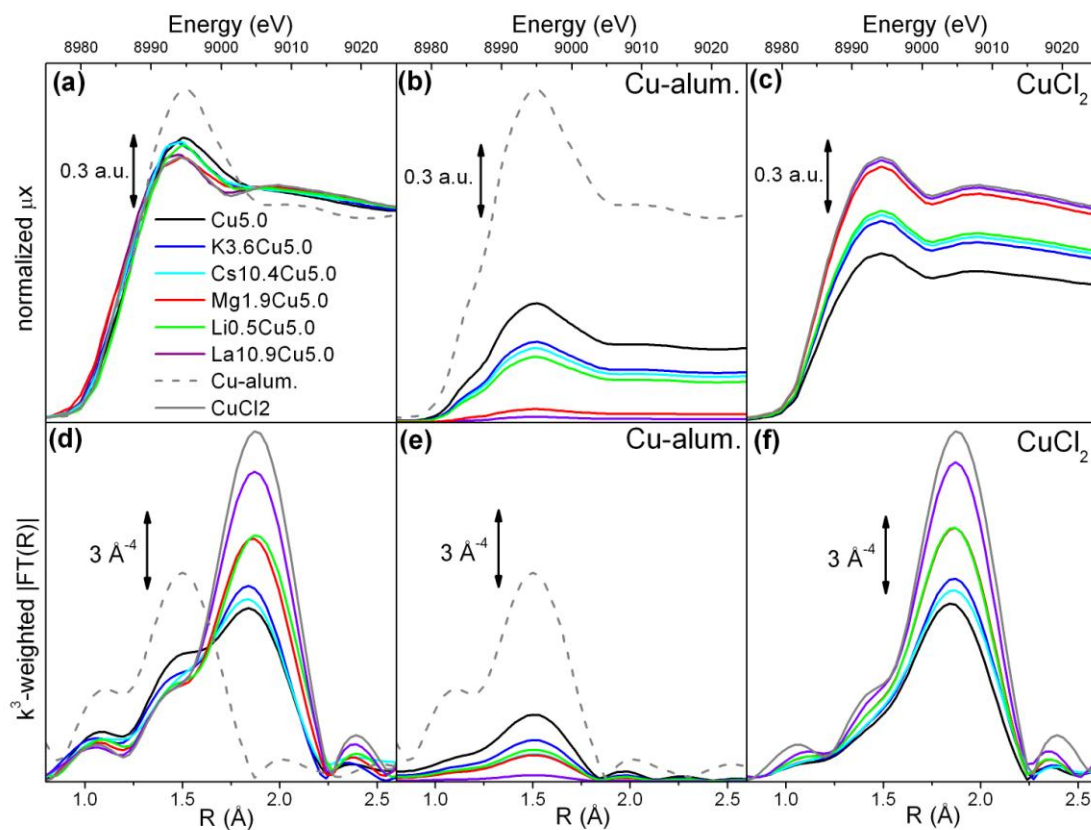 Energy (eV) Energy (eV) Energy (eV)
8980 8990 9000 9010 9020 8980 8990 9000 9010 9020 8980 8990 9000 9010 9020
(a) (b) Cu-alum. (c) CuCl₂
0.3 a.u. 0.3 a.u. 0.3 a.u.
normalized μx
Cu5.0
K3.6Cu5.0
Cs10.4Cu5.0
Mg1.9Cu5.0
Li0.5Cu5.0
La10.9Cu5.0
Cu-alum.
CuCl2
(d) (e) Cu-alum. (f) CuCl₂
3 Å⁻⁴ 3 Å⁻⁴ 3 Å⁻⁴
k³-weighted |FT(R)|
1.0 1.5 2.0 2.5 1.0 1.5 2.0 2.5 1.0 1.5 2.0 2.5
R (Å) R (Å) R (Å)